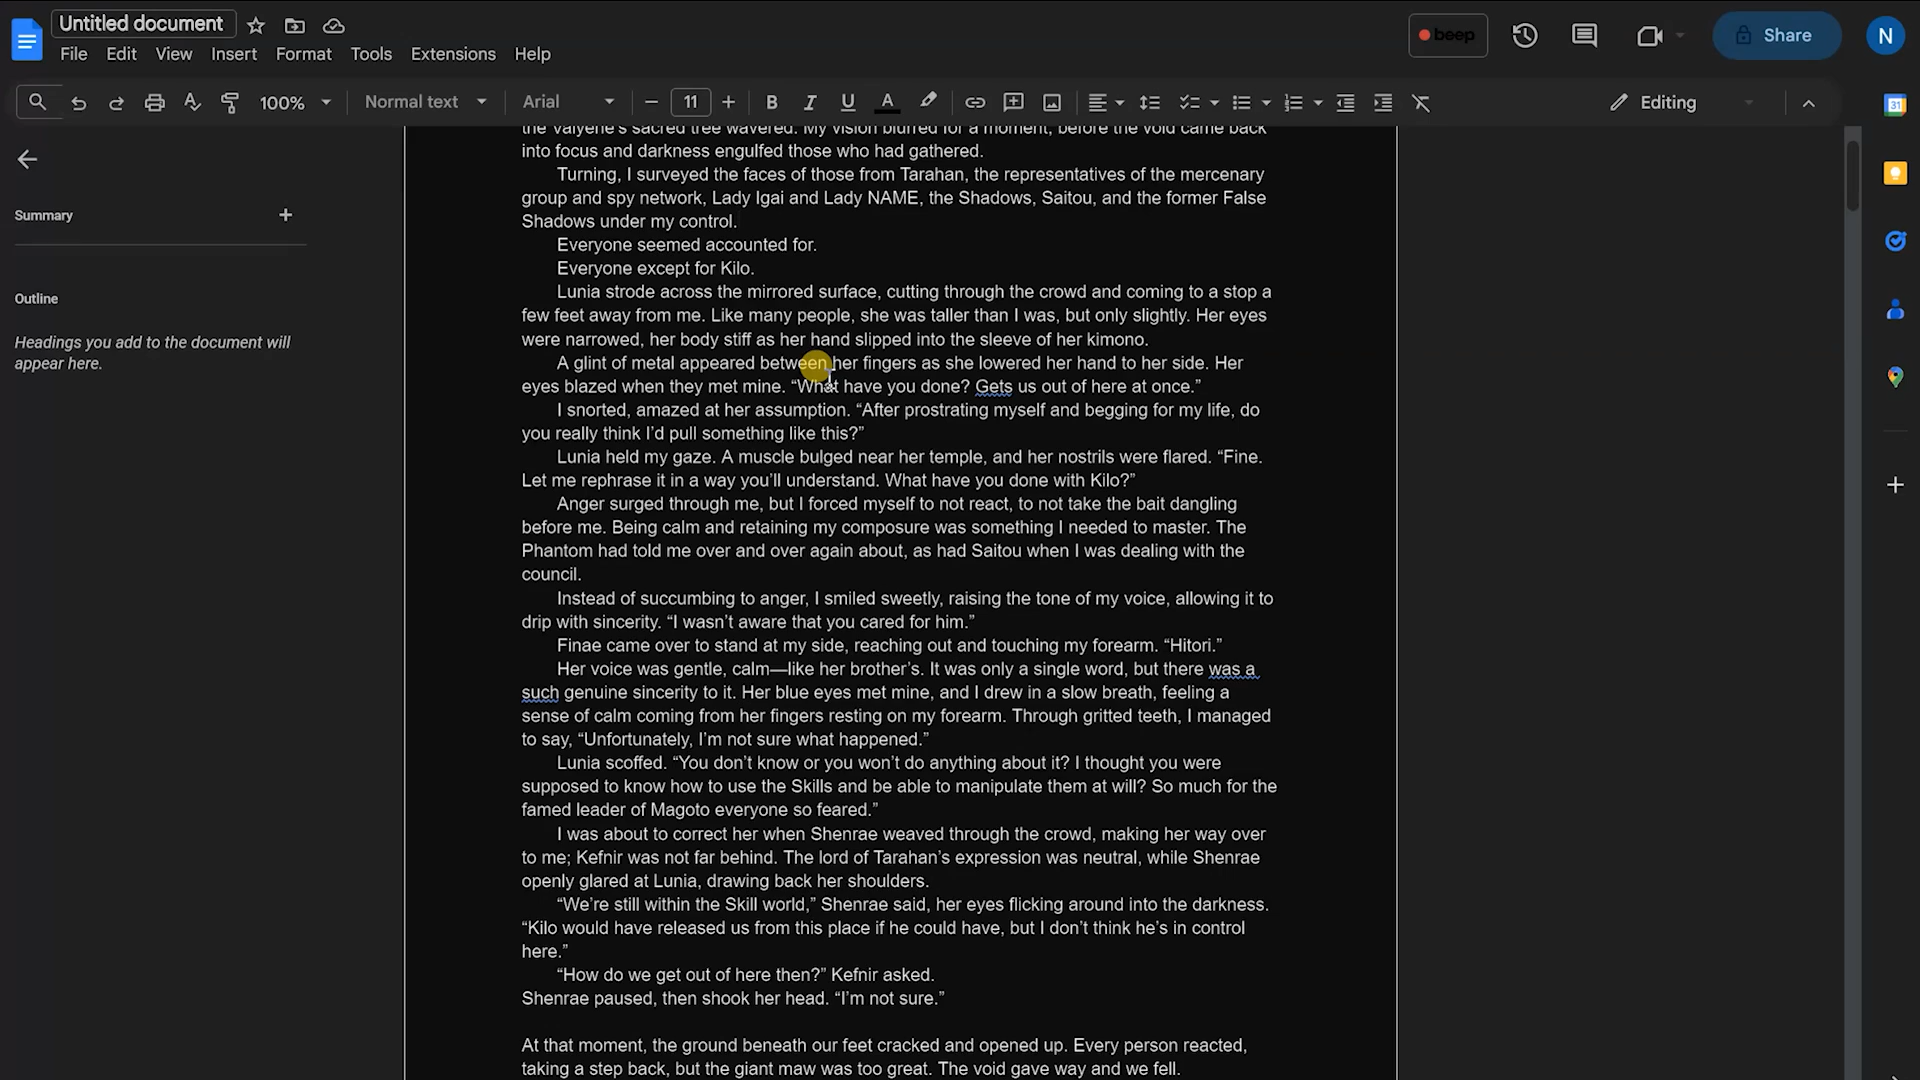 Untitled document
File Edit View Insert Format Tools Extensions Help
beep
Share
N
100% Normal text Arial 11 Editing
31
Summary
Outline
Headings you add to the document will
appear here.
the Valyene's sacred tree wavered. My vision blurred for a moment, before the void came back
into focus and darkness engulfed those who had gathered.
Turning, I surveyed the faces of those from Tarahan, the representatives of the mercenary
group and spy network, Lady Igai and Lady NAME, the Shadows, Saitou, and the former False
Shadows under my control.
Everyone seemed accounted for.
Everyone except for Kilo.
Lunia strode across the mirrored surface, cutting through the crowd and coming to a stop a
few feet away from me. Like many people, she was taller than I was, but only slightly. Her eyes
were narrowed, her body stiff as her hand slipped into the sleeve of her kimono.
A glint of metal appeared between her fingers as she lowered her hand to her side. Her
eyes blazed when they met mine. “What have you done? Gets us out of here at once.”
I snorted, amazed at her assumption. “After prostrating myself and begging for my life, do
you really think I’d pull something like this?”
Lunia held my gaze. A muscle bulged near her temple, and her nostrils were flared. “Fine.
Let me rephrase it in a way you’ll understand. What have you done with Kilo?”
Anger surged through me, but I forced myself to not react, to not take the bait dangling
before me. Being calm and retaining my composure was something I needed to master. The
Phantom had told me over and over again about, as had Saitou when I was dealing with the
council.
Instead of succumbing to anger, I smiled sweetly, raising the tone of my voice, allowing it to
drip with sincerity. “I wasn’t aware that you cared for him.”
Finae came over to stand at my side, reaching out and touching my forearm. “Hitori.”
Her voice was gentle, calm—like her brother’s. It was only a single word, but there was a
such genuine sincerity to it. Her blue eyes met mine, and I drew in a slow breath, feeling a
sense of calm coming from her fingers resting on my forearm. Through gritted teeth, I managed
to say, “Unfortunately, I’m not sure what happened.”
Lunia scoffed. “You don’t know or you won’t do anything about it? I thought you were
supposed to know how to use the Skills and be able to manipulate them at will? So much for the
famed leader of Magoto everyone so feared.”
I was about to correct her when Shenrae weaved through the crowd, making her way over
to me; Kefnir was not far behind. The lord of Tarahan’s expression was neutral, while Shenrae
openly glared at Lunia, drawing back her shoulders.
“We’re still within the Skill world,” Shenrae said, her eyes flicking around into the darkness.
“Kilo would have released us from this place if he could have, but I don’t think he’s in control
here.”
“How do we get out of here then?” Kefnir asked.
Shenrae paused, then shook her head. “I’m not sure.”
At that moment, the ground beneath our feet cracked and opened up. Every person reacted,
taking a step back, but the giant maw was too great. The void gave way and we fell.